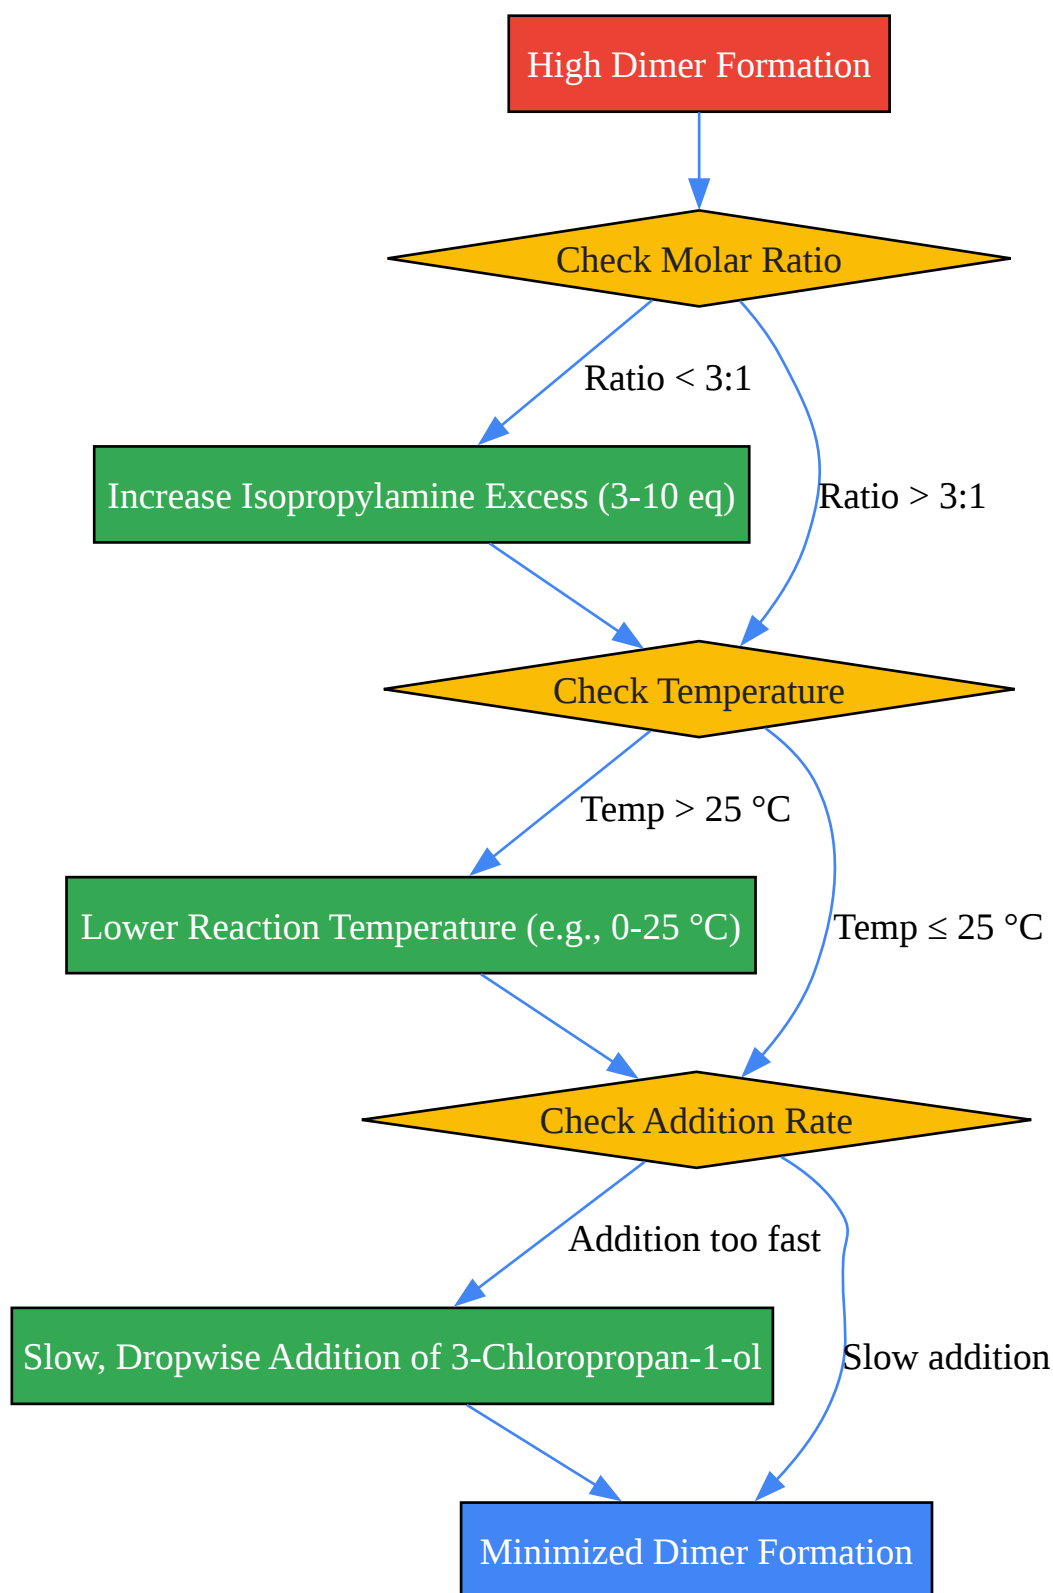 High Dimer Formation
Check Molar Ratio
Ratio < 3:1
Increase Isopropylamine Excess (3-10 eq)
Ratio > 3:1
Check Temperature
Temp > 25 °C
Lower Reaction Temperature (e.g., 0-25 °C)
Temp ≤ 25 °C
Check Addition Rate
Addition too fast
Slow, Dropwise Addition of 3-Chloropropan-1-ol
Slow addition
Minimized Dimer Formation